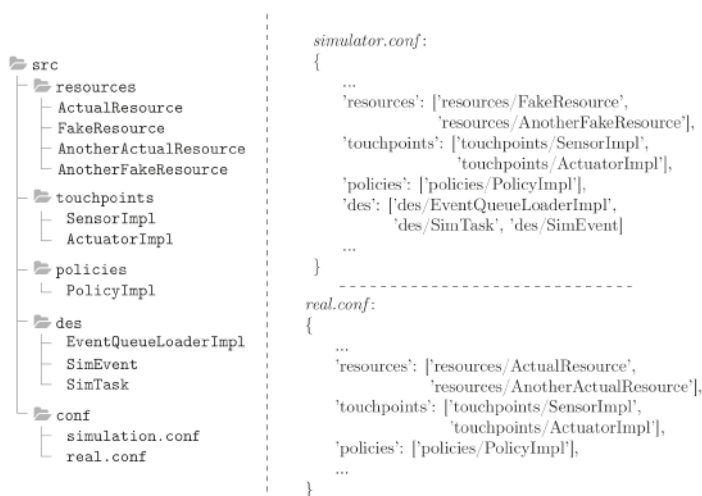 src
resources
ActualResource
FakeResource
AnotherActualResource
AnotherFakeResource
touchpoints
SensorImpl
ActuatorImpl
policies
PolicyImpl
des
EventQueueLoaderImpl
SimEvent
SimTask
conf
simulation.conf
real.conf
simulator.conf:
{
...
'resources': ['resources/FakeResource',
'resources/AnotherFakeResource'],
'touchpoints': ['touchpoints/SensorImpl',
'touchpoints/ActuatorImpl'],
'policies': ['policies/PolicyImpl'],
'des': ['des/EventQueueLoaderImpl',
'des/SimTask', 'des/SimEvent]
...
}
real.conf:
{
...
'resources': ['resources/ActualResource',
'resources/AnotherActualResource'],
'touchpoints': ['touchpoints/SensorImpl',
'touchpoints/ActuatorImpl'],
'policies': ['policies/PolicyImpl'],
...
}